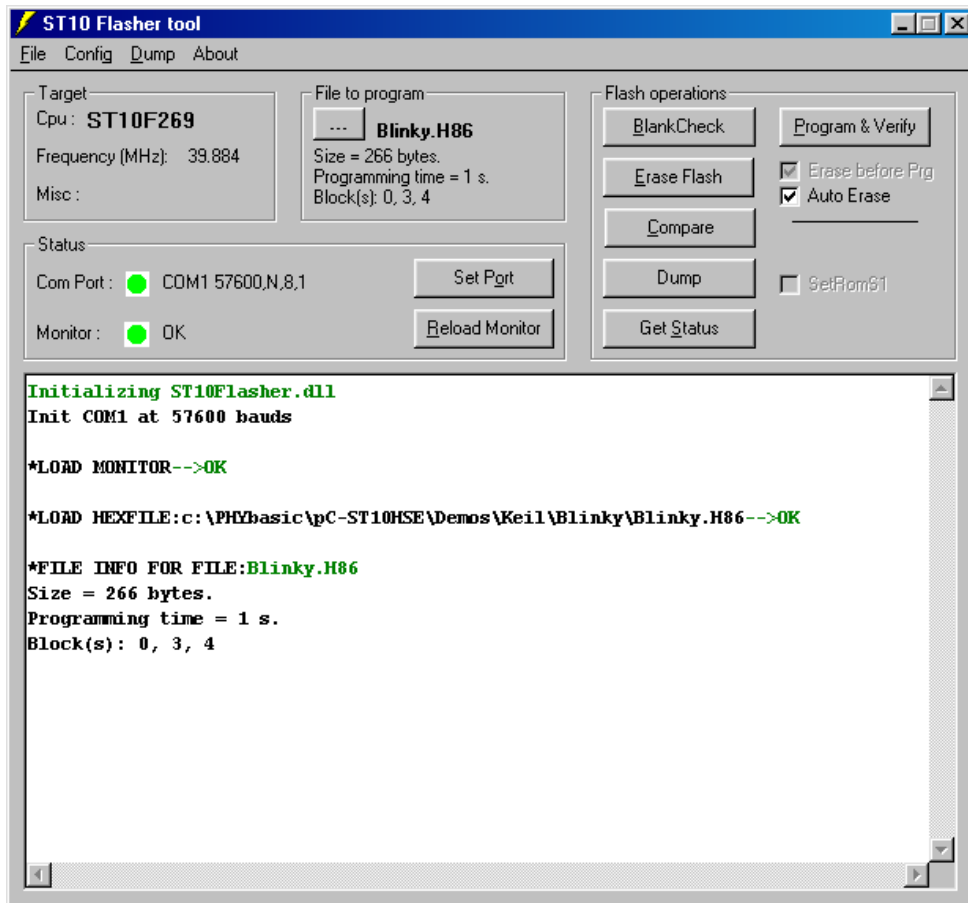 ST10 Flasher tool
File Config Dump About
Target
Cpu : ST10F269
Frequency (MHz): 39.884
Misc :
File to program
... Blinky.H86
Size = 266 bytes.
Programming time = 1 s.
Block(s): 0, 3, 4
Status
Com Port : COM1 57600,N,8,1
Set Port
Monitor : OK
Reload Monitor
Flash operations
BlankCheck
Program & Verify
Erase Flash
Erase before Prg
Auto Erase
Compare
Dump
SetRomS1
Get Status
Initializing ST10Flasher.dll
Init COM1 at 57600 bauds
*LOAD MONITOR-->OK
*LOAD HEXFILE:c:\PHYbasic\pC-ST10HSE\Demos\Keil\Blinky\Blinky.H86-->OK
*FILE INFO FOR FILE:Blinky.H86
Size = 266 bytes.
Programming time = 1 s.
Block(s): 0, 3, 4